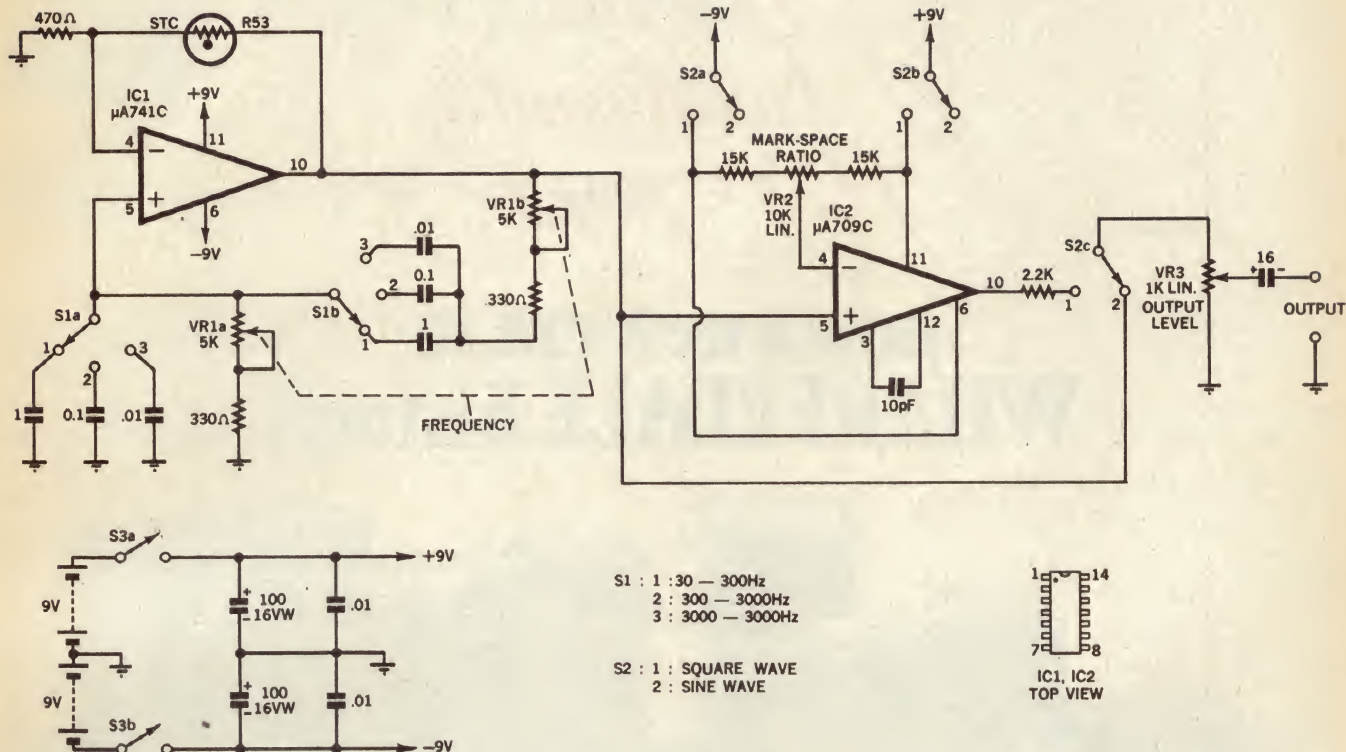 470Ω
STC
R53
IC1
µA741C
+9V
11
4
−
10
5
+
6
−9V
S1a
1
2
3
1
0.1
.01
VR1a
5K
330Ω
FREQUENCY
S1b
3
.01
2
0.1
1
1
VR1b
5K
.330Ω
−9V
S2a
1
2
+9V
S2b
1
2
MARK-SPACE
RATIO
15K
15K
VR2
10K
LIN.
IC2
µA709C
4
−
11
5
+
10
6
12
3
10pF
2.2K
1
S2c
2
VR3
1K LIN.
OUTPUT
LEVEL
16
+
-
OUTPUT
S3a
+9V
9V
+
100
-16VW
.01
9V
+
100
-16VW
.01
S3b
−9V
S1 : 1 :30 — 300Hz
2 : 300 — 3000Hz
3 : 3000 — 3000Hz
S2 : 1 : SQUARE WAVE
2 : SINE WAVE
1
14
7
8
IC1, IC2
TOP VIEW